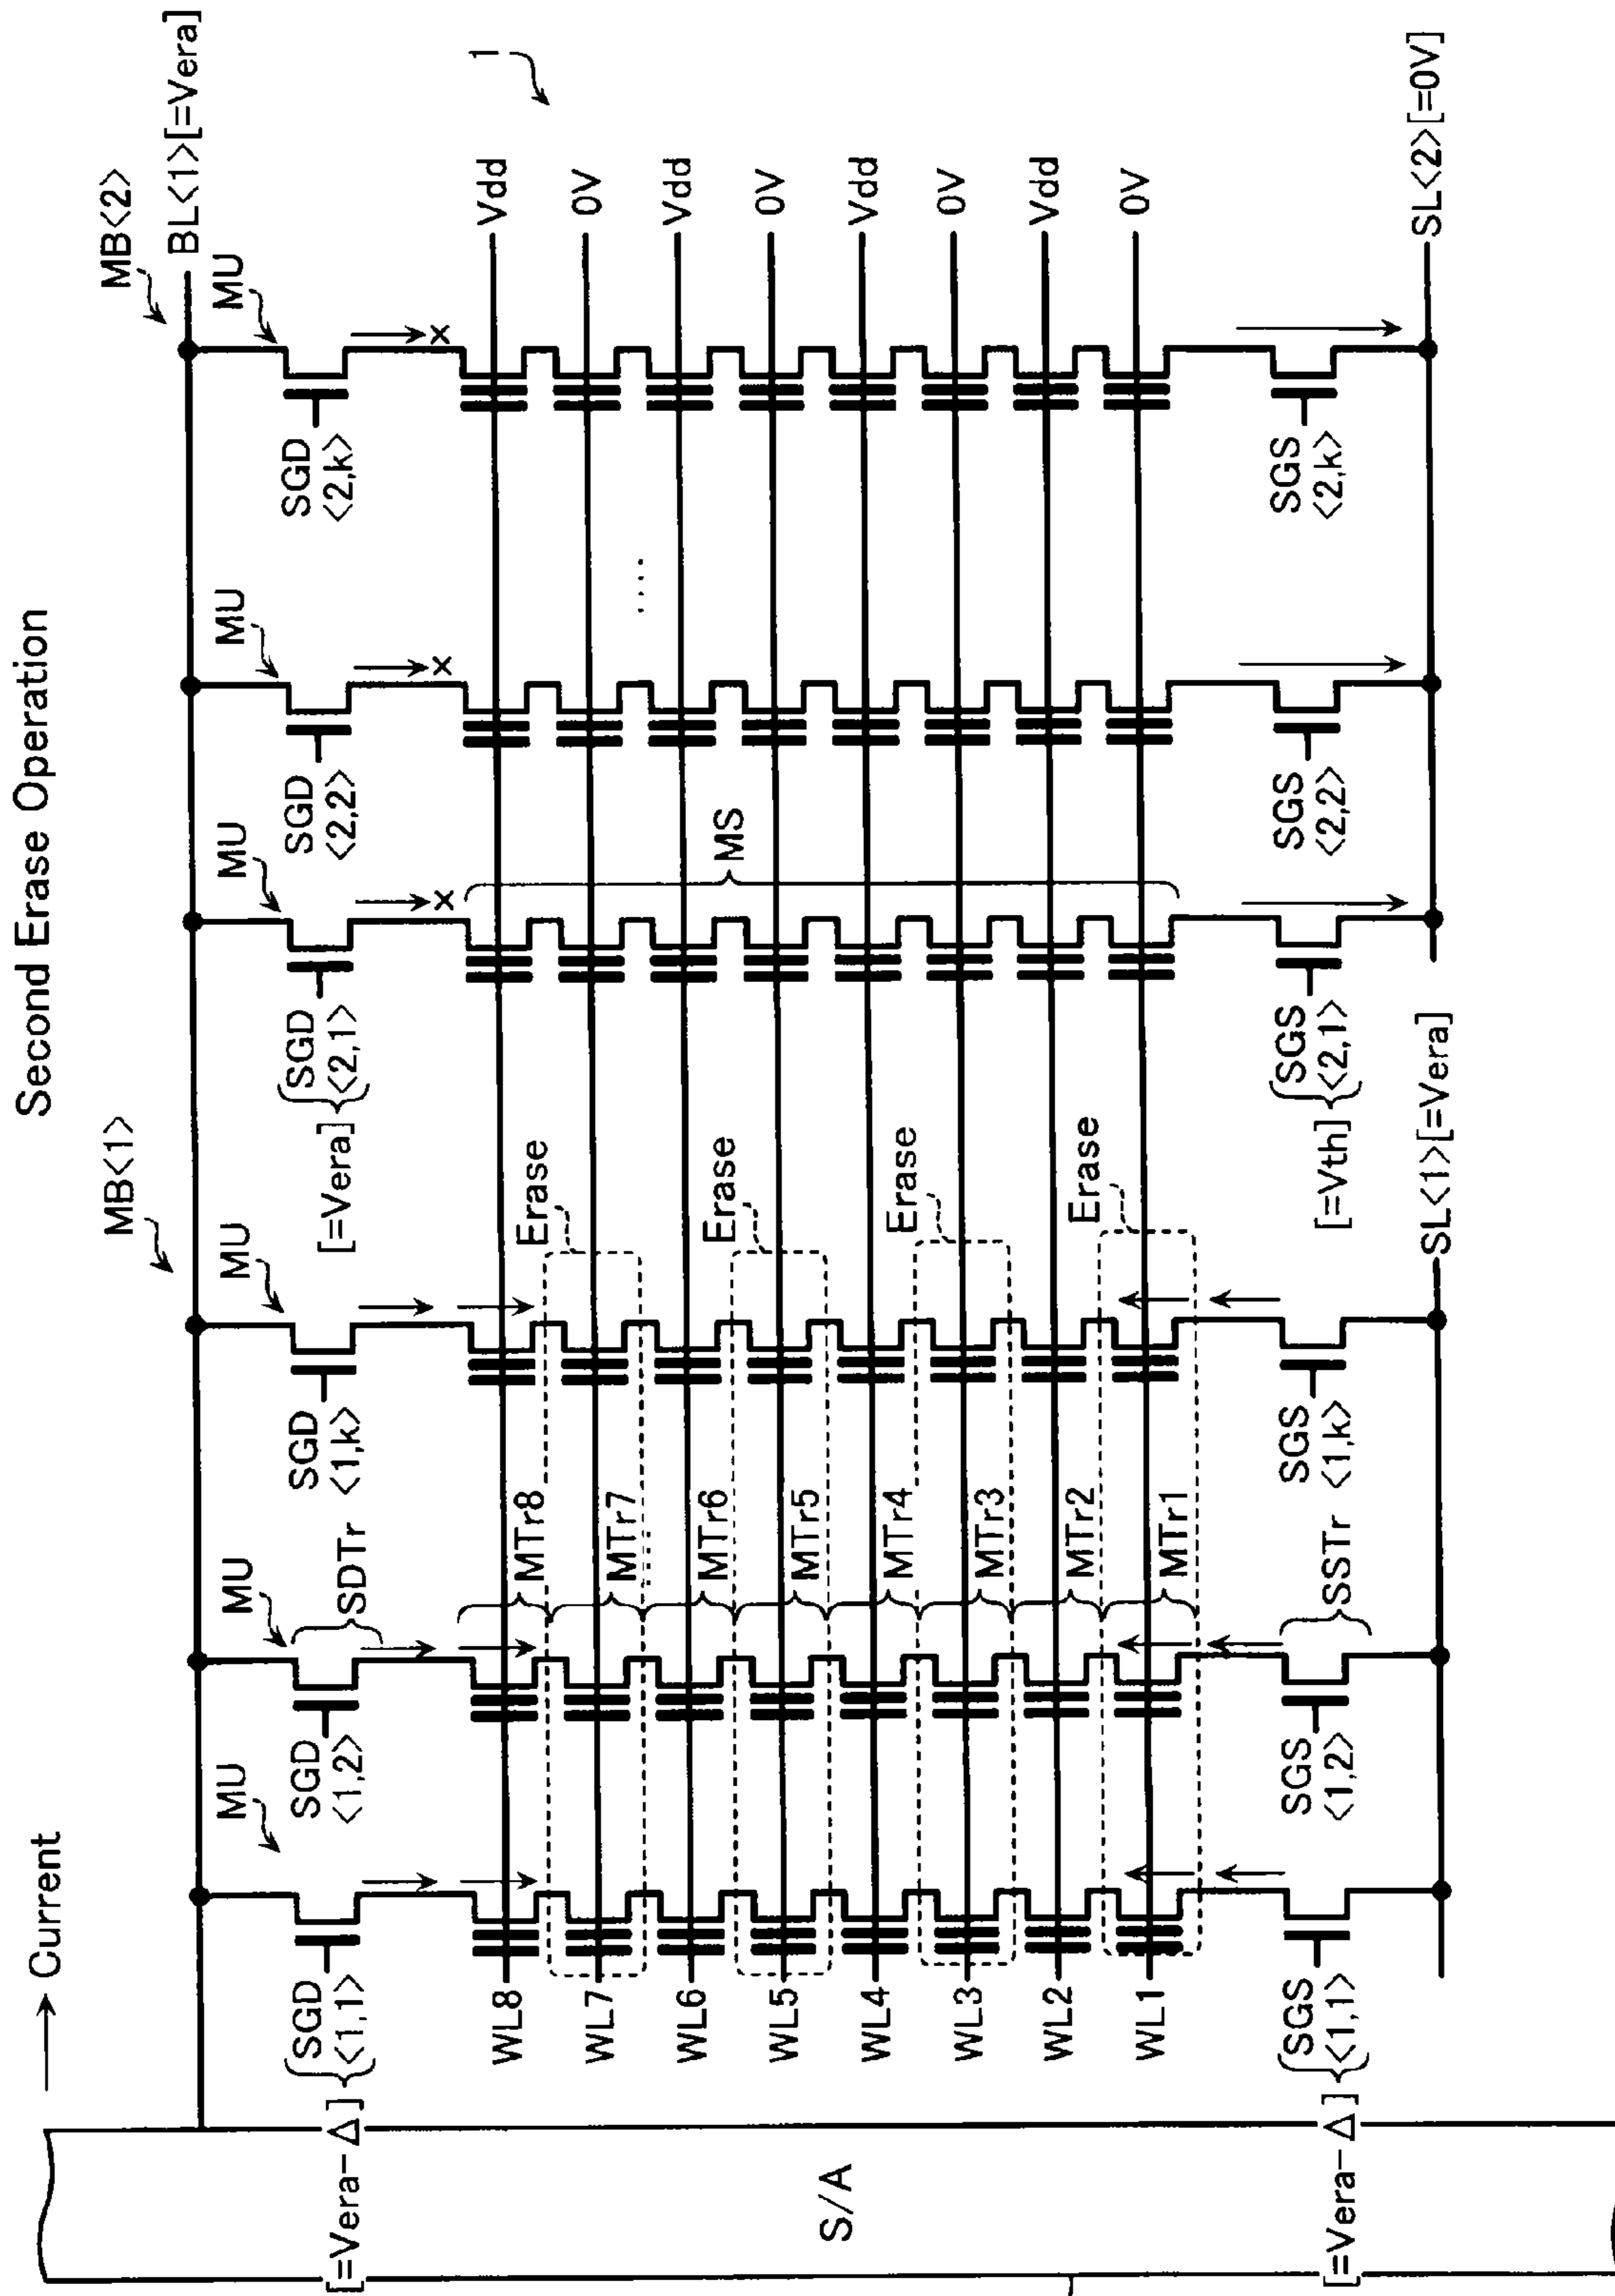 Second Erase Operation
→ Current
MB<1>
MB<2>
BL<1>[=Vera]
1
MU
MU
MU
MU
MU
MU
SGD
<1,1>
[=Vera-Δ]
SGD
<1,2>
SDTr
SGD
<1,k>
SGD
<2,1>
[=Vera]
SGD
<2,2>
SGD
<2,k>
WL8
MTr8
Vdd
Erase
WL7
MTr7
0V
WL6
MTr6
Vdd
Erase
....
MS
WL5
MTr5
0V
WL4
MTr4
Vdd
Erase
WL3
MTr3
0V
WL2
MTr2
Vdd
Erase
WL1
MTr1
0V
S/A
SGS
<1,1>
[=Vera-Δ]
SGS
<1,2>
SSTr
SGS
<1,k>
SGS
<2,1>
[=Vth]
SGS
<2,2>
SGS
<2,k>
SL<1>[=Vera]
SL<2>[=0V]